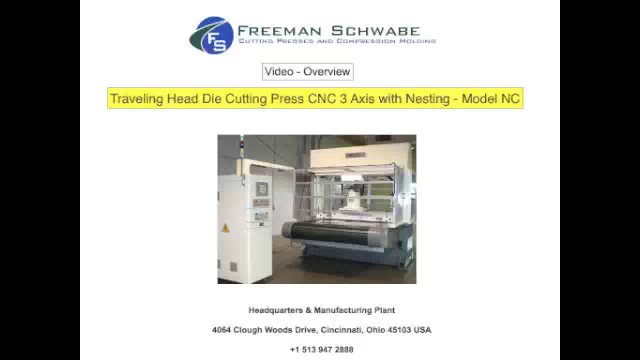 FS
FREEMAN SCHWABE
CUTTING PRESSES AND COMPRESSION MOLDING
Video - Overview
Traveling Head Die Cutting Press CNC 3 Axis with Nesting - Model NC
Headquarters & Manufacturing Plant
4064 Clough Woods Drive, Cincinnati, Ohio 45103 USA
+1 513 947 2888